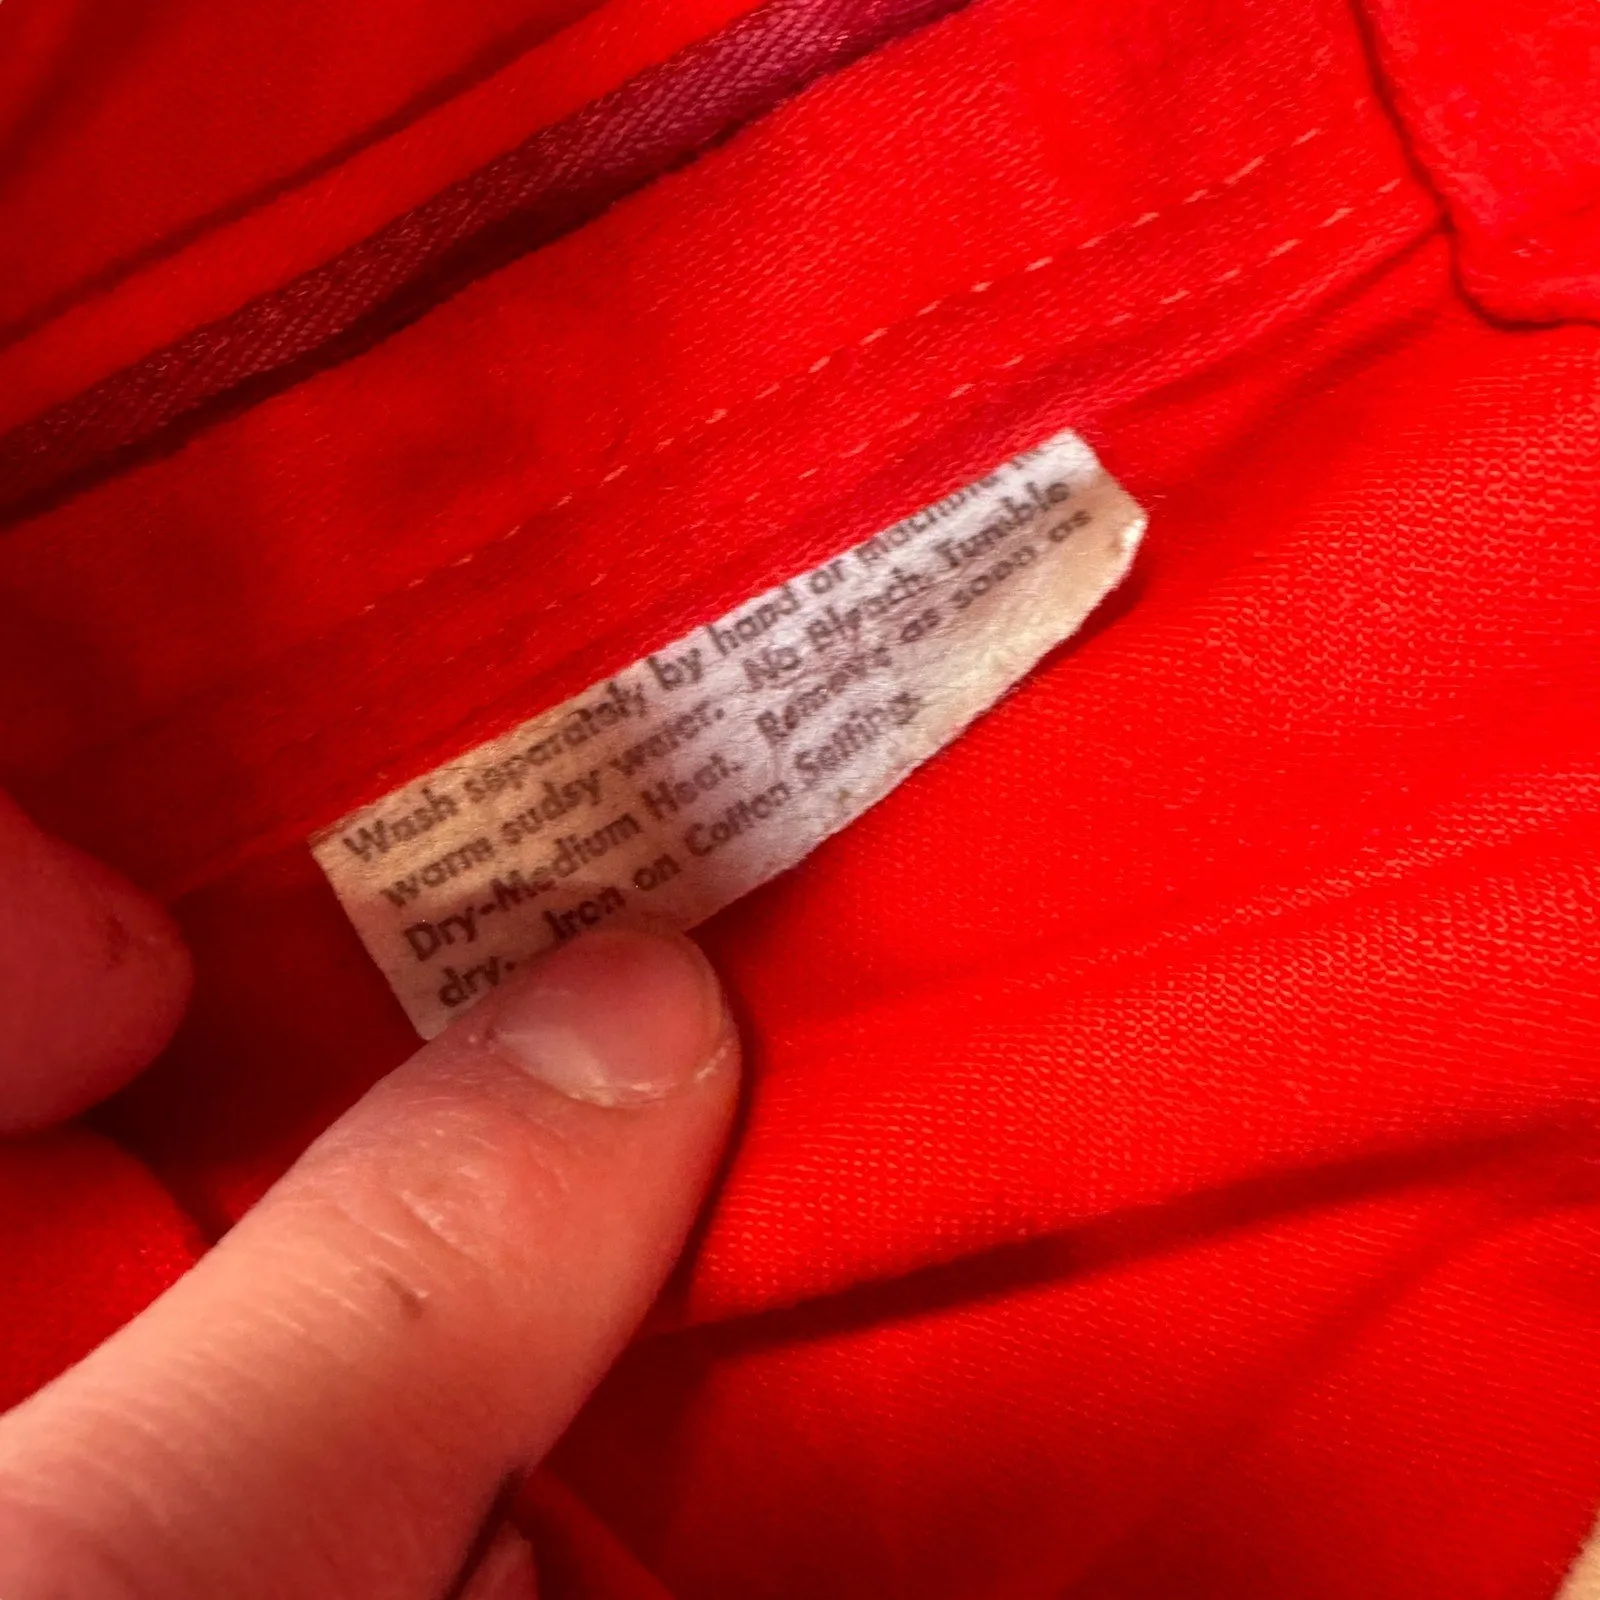 Wash separately by hand or Machine
warm sudsy water. No Bleach. Tumble
Dry-Medium Heat. Remove as soon as
dry. Iron on Cotton Setting